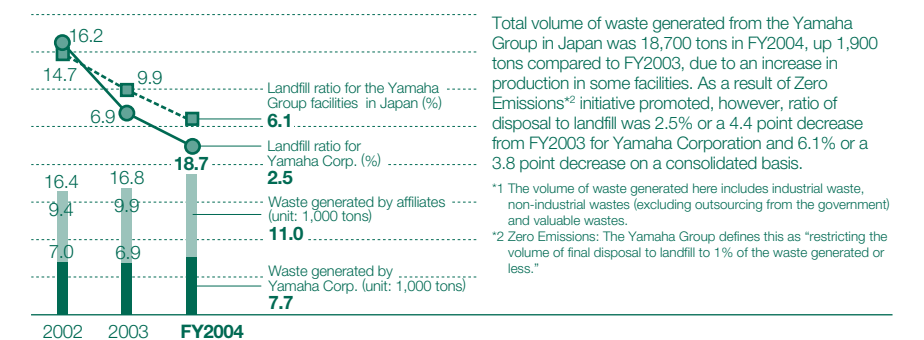 16.2
14.7
9.9
6.9
Landfill ratio for the Yamaha
Group facilities in Japan (%)
6.1
Landfill ratio for
Yamaha Corp. (%)
2.5
18.7
16.4
16.8
9.4
9.9
7.0
6.9
Waste generated by affiliates
(unit: 1,000 tons)
11.0
Waste generated by
Yamaha Corp. (unit: 1,000 tons)
7.7
2002 2003 FY2004
Total volume of waste generated from the Yamaha
Group in Japan was 18,700 tons in FY2004, up 1,900
tons compared to FY2003, due to an increase in
production in some facilities. As a result of Zero
Emissions*2 initiative promoted, however, ratio of
disposal to landfill was 2.5% or a 4.4 point decrease
from FY2003 for Yamaha Corporation and 6.1% or a
3.8 point decrease on a consolidated basis.
*1 The volume of waste generated here includes industrial waste,
non-industrial wastes (excluding outsourcing from the government)
and valuable wastes.
*2 Zero Emissions: The Yamaha Group defines this as “restricting the
volume of final disposal to landfill to 1% of the waste generated or
less.”